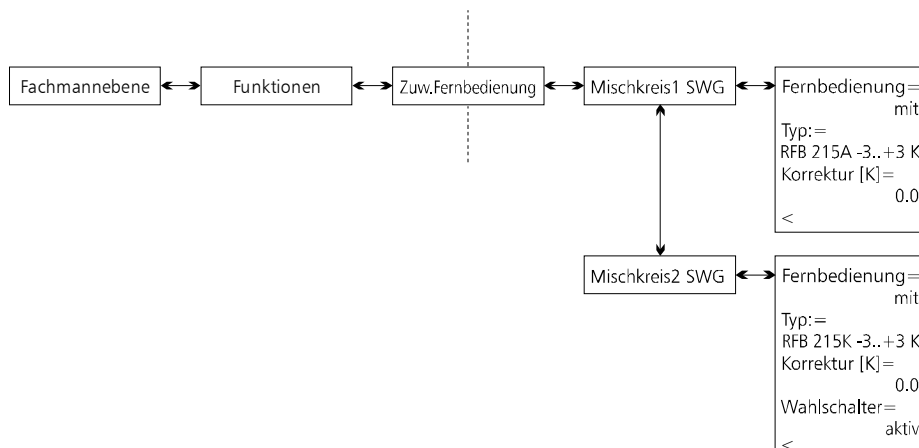 Fachmannebene
Funktionen
Zuw.Fernbedienung
Mischkreis1 SWG
Fernbedienung=
mit
Typ:=
RFB 215A -3..+3 K
Korrektur [K]=
0.0
<
Mischkreis2 SWG
Fernbedienung=
mit
Typ:=
RFB 215K -3..+3 K
Korrektur [K]=
0.0
Wahlschalter=
aktiv
<